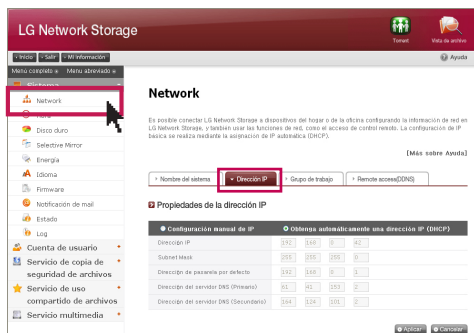 LG Network Storage
Torrent
Vista de archivo
Inicio
Salir
Mi información
Ayuda
Menú completo
Menú abreviado
Sistema
Network
Hora
Disco duro
Selective Mirror
Energía
Idioma
Firmware
Notificación de mail
Estado
Log
Cuenta de usuario
Servicio de copia de
seguridad de archivos
Servicio de uso
compartido de archivos
Servicio multimedia
Network
Es posible conectar LG Network Storage a dispositivos del hogar o de la oficina configurando la información de red en
LG Network Storage, y también usar las funciones de red, como el acceso de control remoto. La configuración de IP
basica se realiza mediante la asignación de IP automatica (DHCP).
[Más sobre Ayuda]
Nombre del sistema
Dirección IP
Grupo de trabajo
Remote access(DDNS)
Propiedades de la dirección IP
Configuración manual de IP
Obtenga automáticamente una dirección IP (DHCP)
Dirección IP 192 168 0 42
Subnet Mask 255 255 255 0
Dirección de pasarela por defecto 192 168 0 1
Dirección del servidor DNS (Primario) 61 41 153 2
Dirección del servidor DNS (Secundario) 164 124 101 2
Aplicar
Cancelar